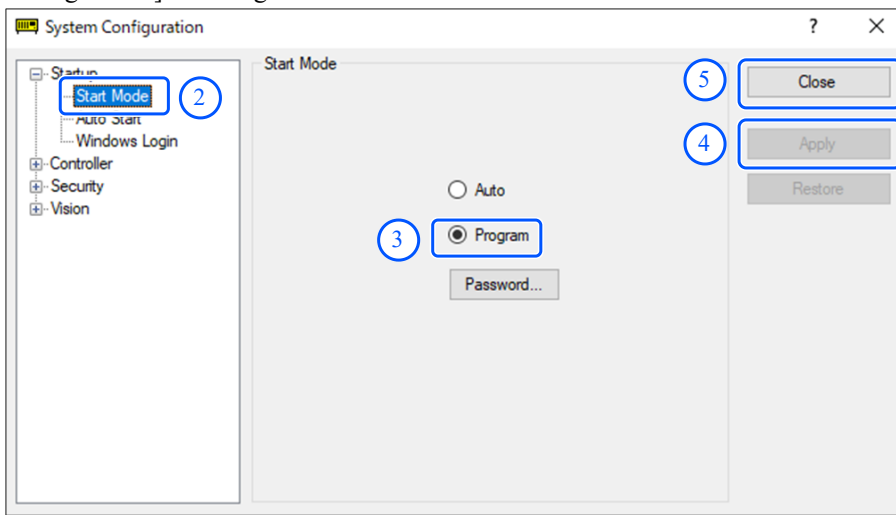 System Configuration
?
Startup
Start Mode
2
Auto Start
Windows Login
Controller
Security
Vision
Start Mode
Auto
3
Program
Password...
5
Close
4
Apply
Restore